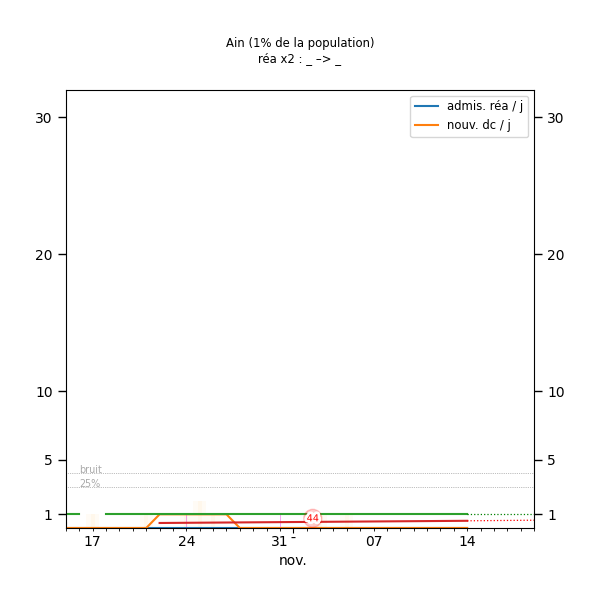 Ain (1% de la population)
réa x2 : _ –> _
admis. réa / j
nouv. dc / j
30 30
20 20
10 10
5 5
bruit
25%
1 1
44
17 24 31 07 14
nov.